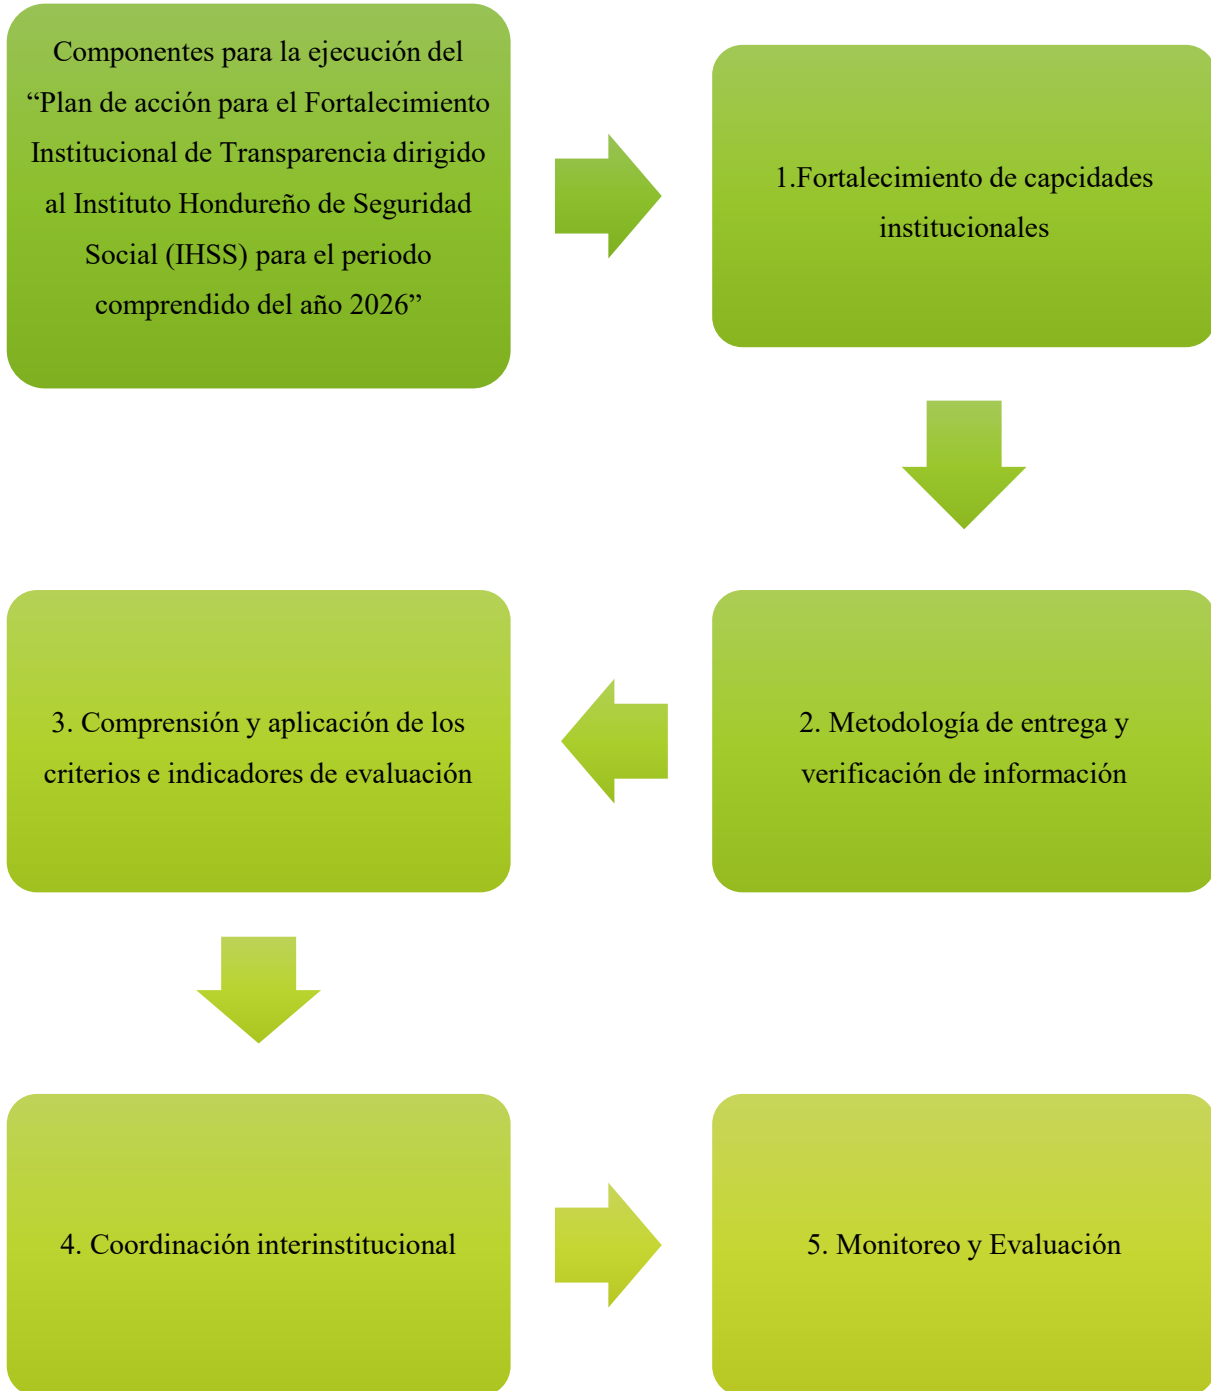 Componentes para la ejecución del
“Plan de acción para el Fortalecimiento
Institucional de Transparencia dirigido
al Instituto Hondureño de Seguridad
Social (IHSS) para el periodo
comprendido del año 2026”
1.Fortalecimiento de capcidades
institucionales
2. Metodología de entrega y
verificación de información
3. Comprensión y aplicación de los
criterios e indicadores de evaluación
4. Coordinación interinstitucional
5. Monitoreo y Evaluación